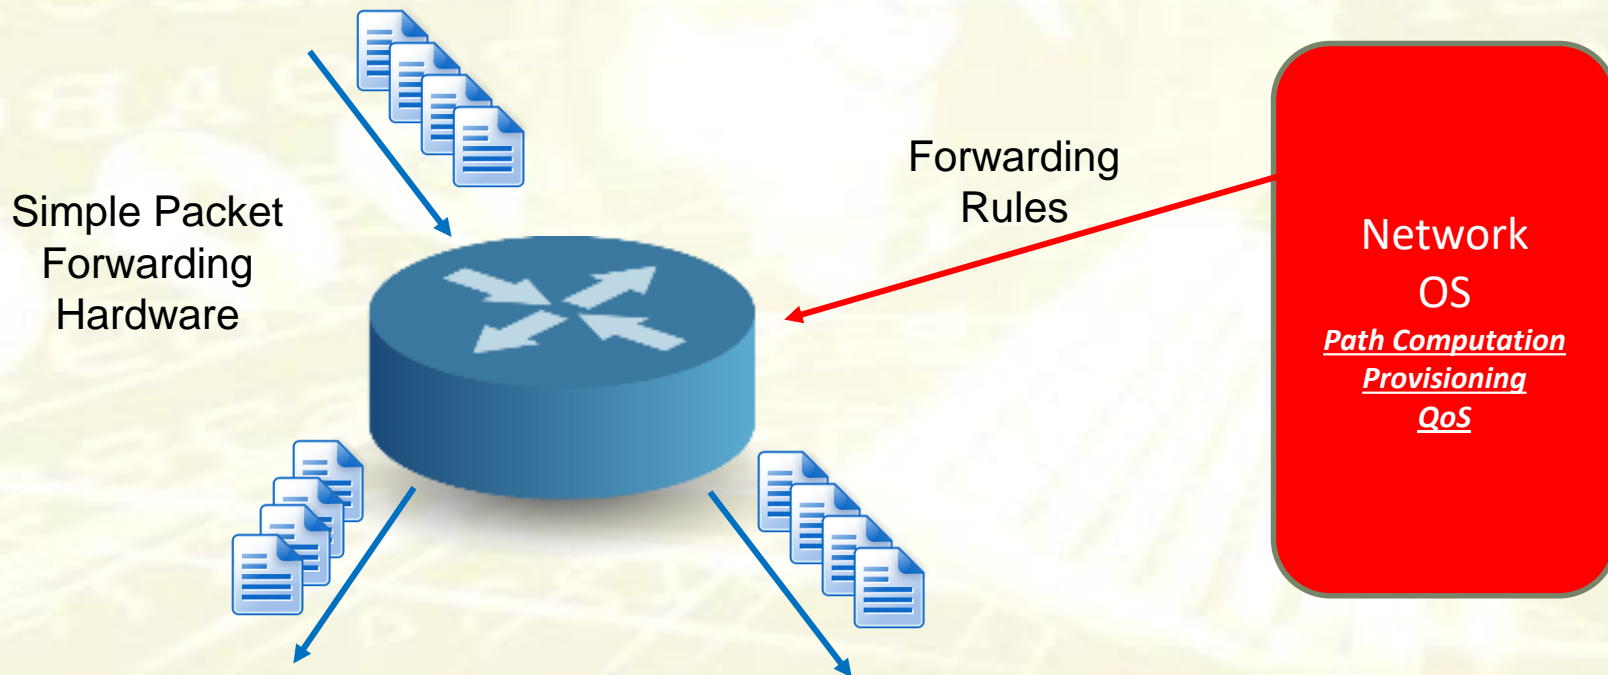 Simple Packet
Forwarding
Hardware
Forwarding
Rules
Network
OS
Path Computation
Provisioning
QoS